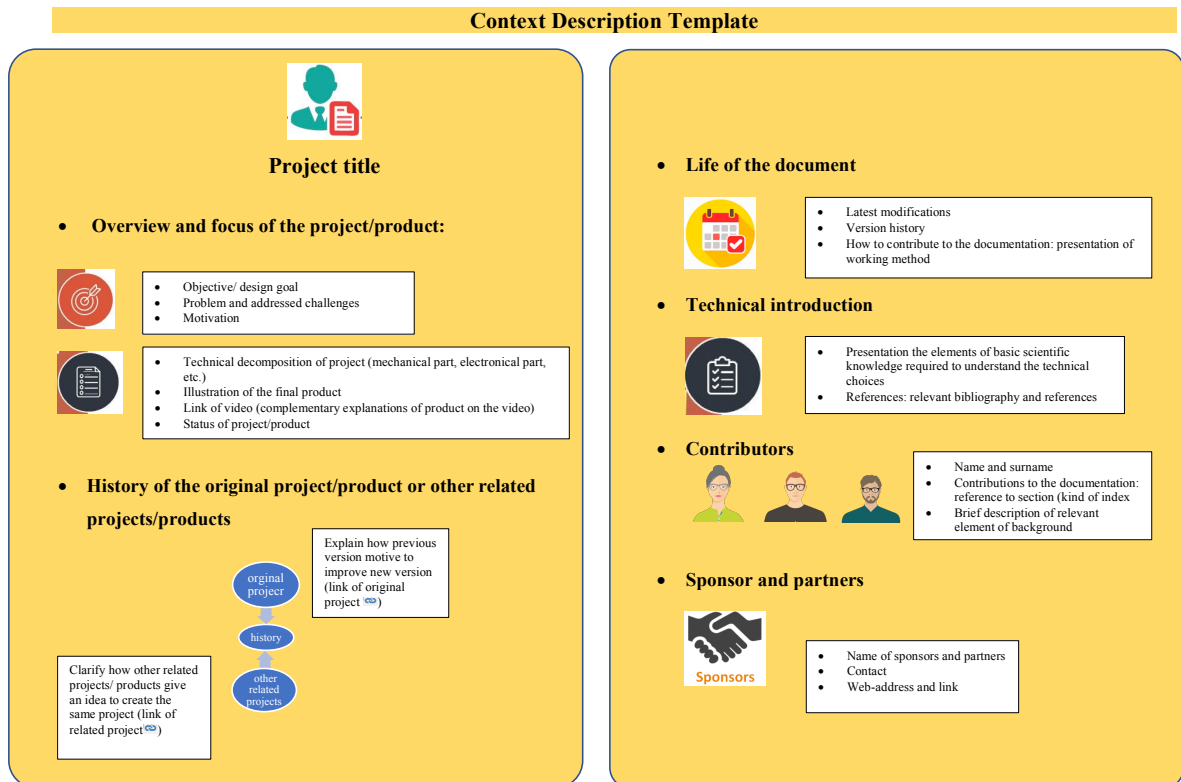 Context Description Template
Project title
• Overview and focus of the project/product:
• Objective/ design goal
• Problem and addressed challenges
• Motivation
• Technical decomposition of project (mechanical part, electronical part,
etc.)
• Illustration of the final product
• Link of video (complementary explanations of product on the video)
• Status of project/product
• History of the original project/product or other related
projects/products
Explain how previous
version motive to
improve new version
(link of original
project )
orginal
projecr
history
other
related
projects
Clarify how other related
projects/ products give
an idea to create the
same project (link of
related project )
• Life of the document
• Latest modifications
• Version history
• How to contribute to the documentation: presentation of
working method
• Technical introduction
• Presentation the elements of basic scientific
knowledge required to understand the technical
choices
• References: relevant bibliography and references
• Contributors
• Name and surname
• Contributions to the documentation:
reference to section (kind of index
• Brief description of relevant
element of background
• Sponsor and partners
Sponsors
• Name of sponsors and partners
• Contact
• Web-address and link